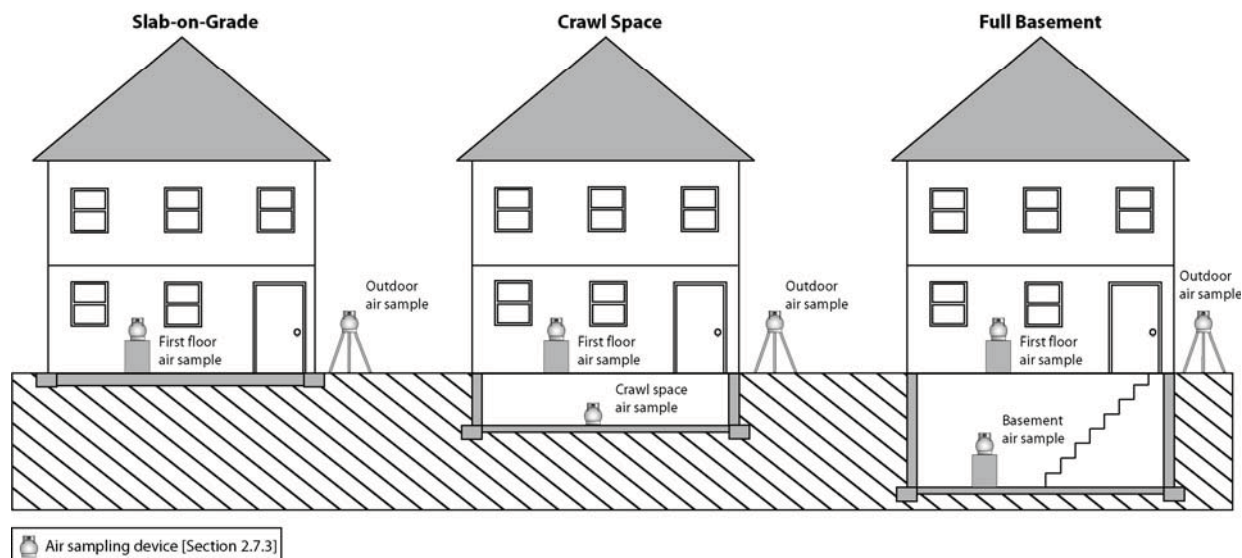 Slab-on-Grade
Crawl Space
Full Basement
Outdoor
air sample
First floor
air sample
Outdoor
air sample
First floor
air sample
Crawl space
air sample
Outdoor
air sample
First floor
air sample
Basement
air sample
Air sampling device [Section 2.7.3]